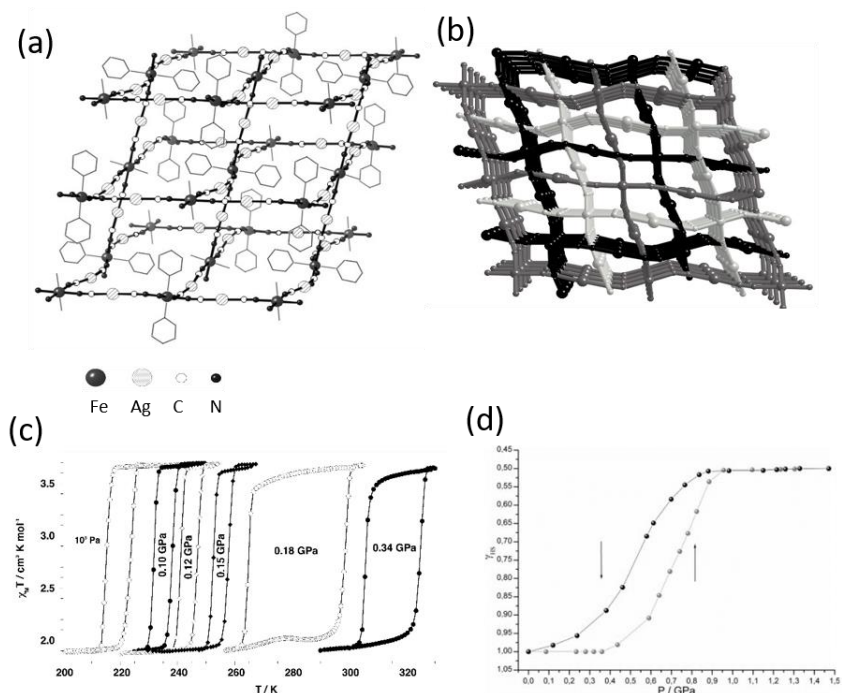 (a)
(b)
Fe Ag C N
(c)
(d)
χMT / cm³ K mol⁻¹
3.5
3.0
2.5
2.0
10⁵ Pa
0.10 GPa
0.12 GPa
0.15 GPa
0.18 GPa
0.34 GPa
200 220 240 260 280 300 320
T / K
γHS
0,45
0,50
0,55
0,60
0,65
0,70
0,75
0,80
0,85
0,90
0,95
1,00
1,05
0,0 0,1 0,2 0,3 0,4 0,5 0,6 0,7 0,8 0,9 1,0 1,1 1,2 1,3 1,4 1,5
P / GPa